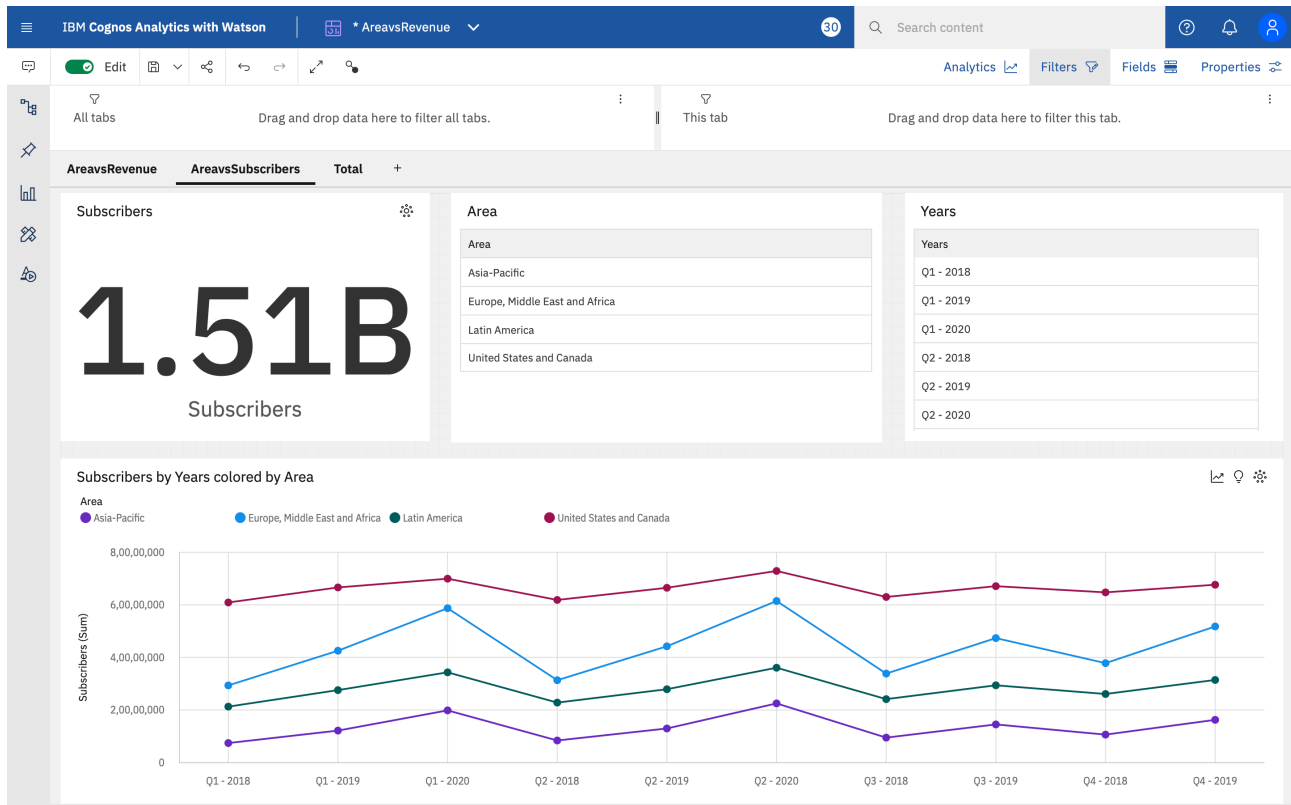 IBM Cognos Analytics with Watson
* AreavsRevenue
30
Search content
Edit
Analytics
Filters
Fields
Properties
All tabs
Drag and drop data here to filter all tabs.
This tab
Drag and drop data here to filter this tab.
AreavsRevenue
AreavsSubscribers
Total
+
Subscribers
1.51B
Subscribers
Area
Area
Asia-Pacific
Europe, Middle East and Africa
Latin America
United States and Canada
Years
Years
Q1 - 2018
Q1 - 2019
Q1 - 2020
Q2 - 2018
Q2 - 2019
Q2 - 2020
Subscribers by Years colored by Area
Area
Asia-Pacific
Europe, Middle East and Africa
Latin America
United States and Canada
Subscribers (Sum)
8,00,00,000
6,00,00,000
4,00,00,000
2,00,00,000
0
Q1 - 2018
Q1 - 2019
Q1 - 2020
Q2 - 2018
Q2 - 2019
Q2 - 2020
Q3 - 2018
Q3 - 2019
Q4 - 2018
Q4 - 2019